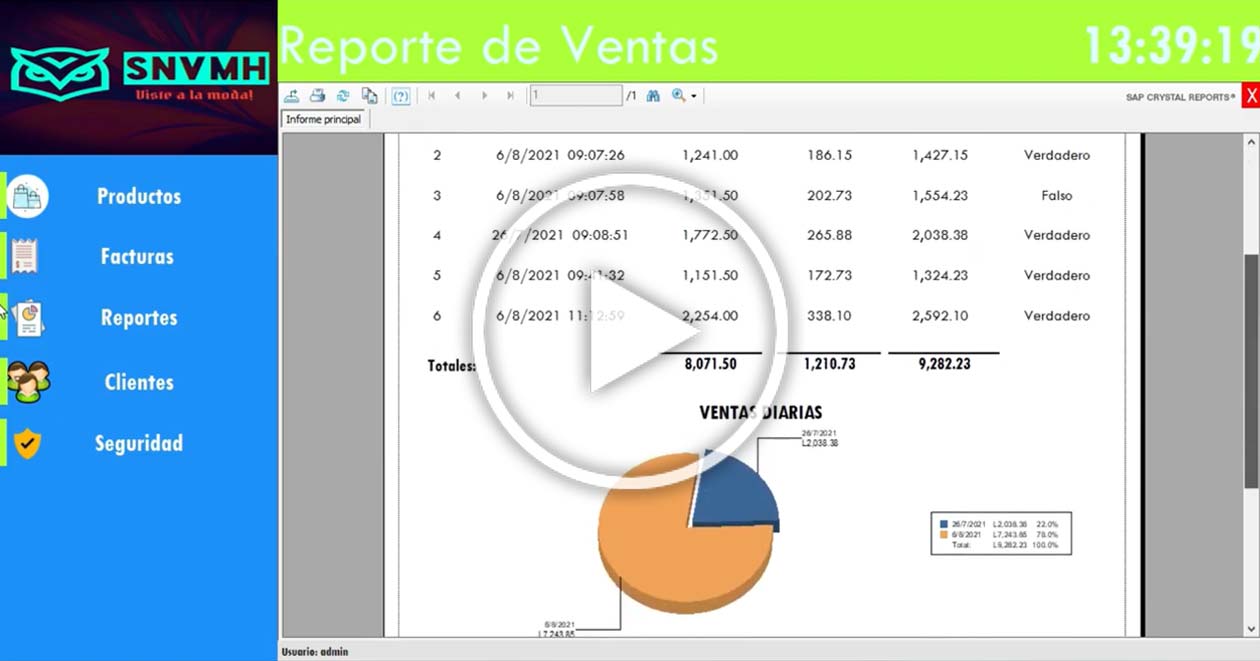 SNVMH
Viste a la moda!
Reporte de Ventas
13:39:19
1 /1
SAP CRYSTAL REPORTS®
X
Informe principal
Productos
Facturas
Reportes
Clientes
Seguridad
2 6/8/2021 09:07:26 1,241.00 186.15 1,427.15 Verdadero
3 6/8/2021 09:07:58 1,351.50 202.73 1,554.23 Falso
4 26/7/2021 09:08:51 1,772.50 265.88 2,038.38 Verdadero
5 6/8/2021 09:41:32 1,151.50 172.73 1,324.23 Verdadero
6 6/8/2021 11:12:59 2,254.00 338.10 2,592.10 Verdadero
Totales: 8,071.50 1,210.73 9,282.23
VENTAS DIARIAS
26/7/2021
L2,038.38
26/7/2021 L2,038.38 22.0%
6/8/2021 L7,243.85 78.0%
Total: L9,282.23 100.0%
6/8/2021
L7,243.85
Usuario: admin